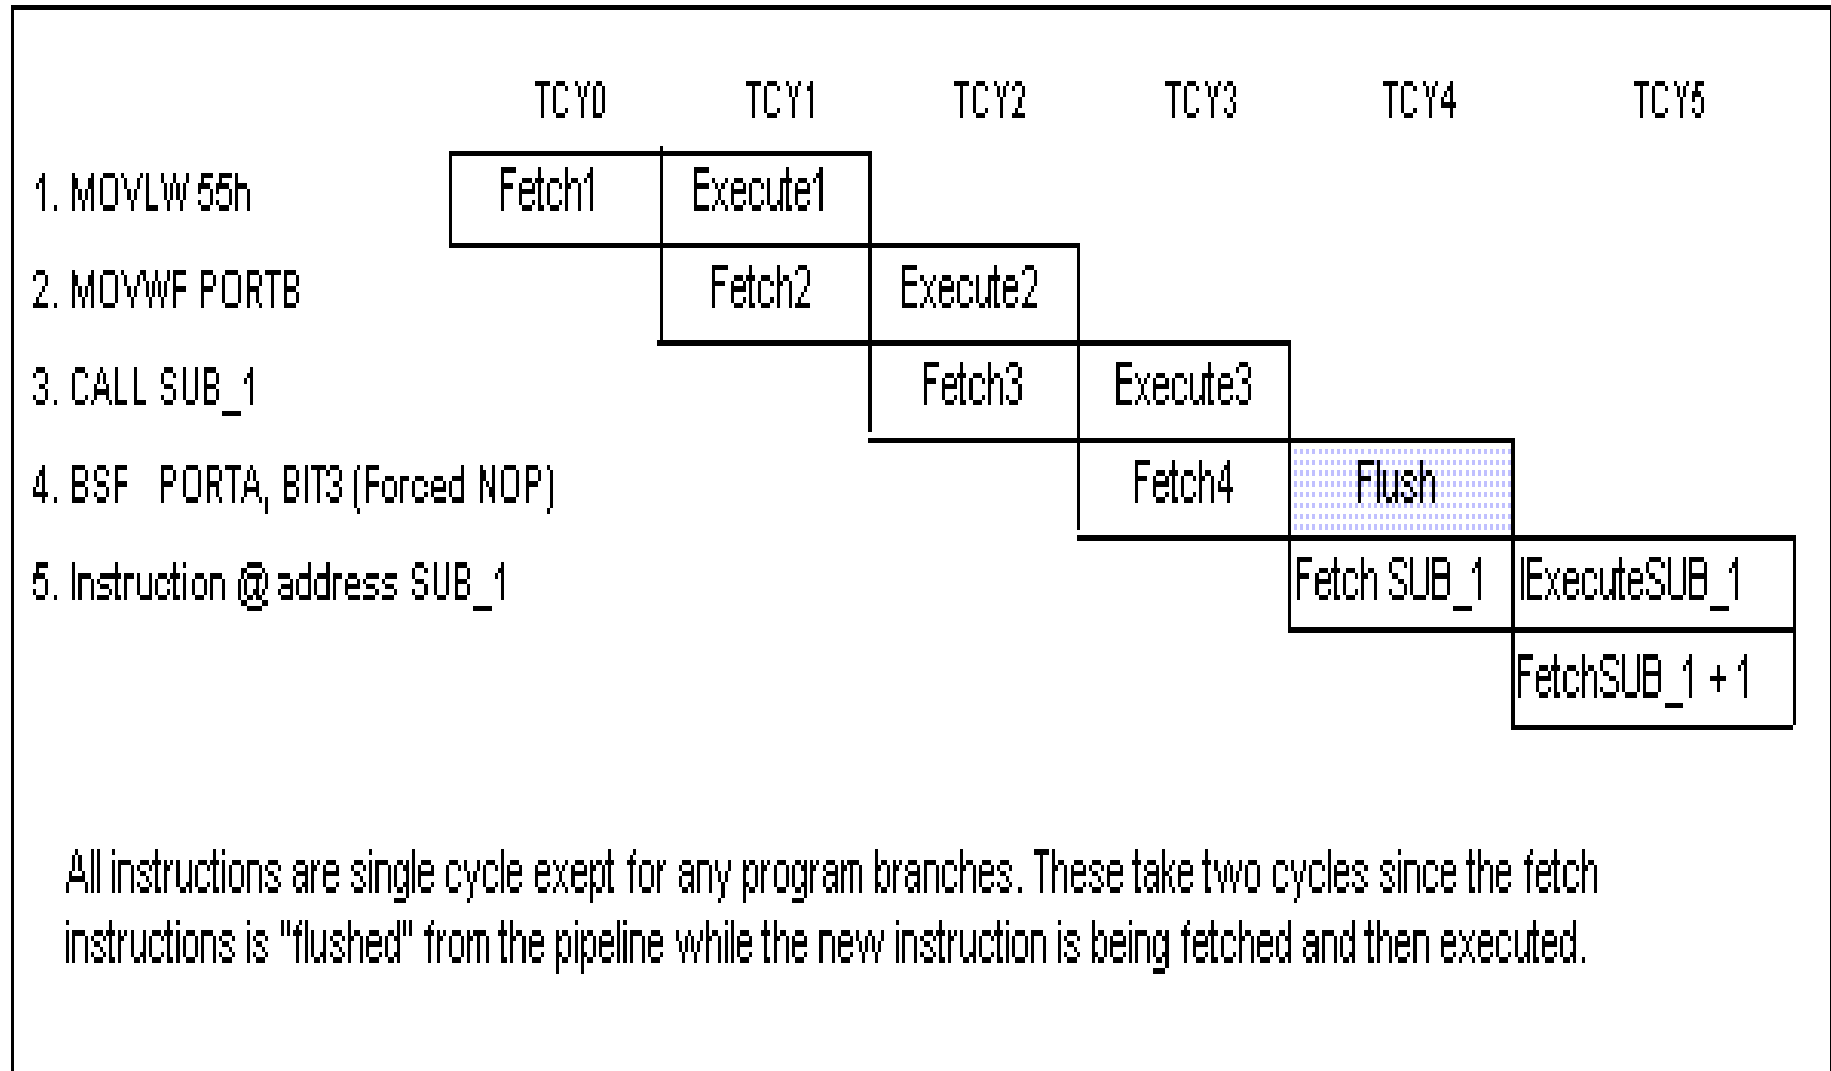 TCY0 TCY1 TCY2 TCY3 TCY4 TCY5
1. MOVLW 55h Fetch1 Execute1
2. MOVWF PORTB Fetch2 Execute2
3. CALL SUB_1 Fetch3 Execute3
4. BSF PORTA, BIT3 (Forced NOP) Fetch4 Flush
5. Instruction @ address SUB_1 Fetch SUB_1 ExecuteSUB_1
FetchSUB_1 + 1
All instructions are single cycle exept for any program branches. These take two cycles since the fetch
instructions is "flushed" from the pipeline while the new instruction is being fetched and then executed.